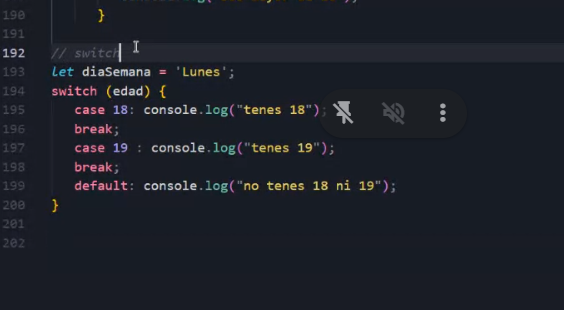 190 }
191
192 // switch
193 let diaSemana = 'Lunes';
194 switch (edad) {
195 case 18: console.log("tenes 18");
196 break;
197 case 19 : console.log("tenes 19");
198 break;
199 default: console.log("no tenes 18 ni 19");
200 }
201
202